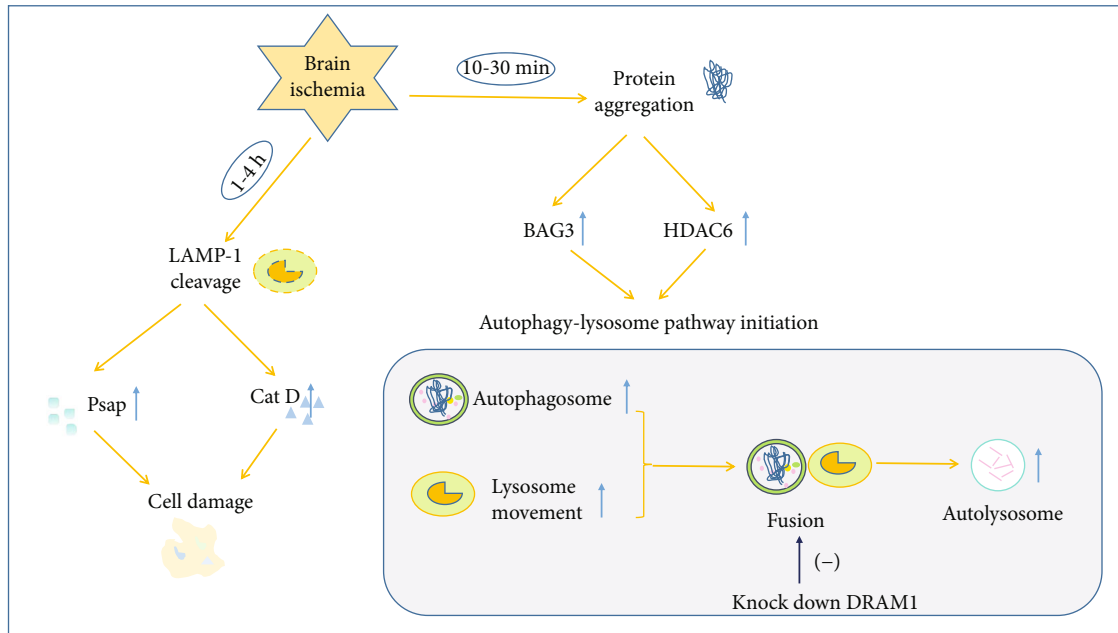 Brain
ischemia
10-30 min
Protein
aggregation
1-4 h
BAG3
HDAC6
LAMP-1
cleavage
Autophagy-lysosome pathway initiation
Psap
Cat D
Cell damage
Autophagosome
Lysosome
movement
Fusion
Autolysosome
(−)
Knock down DRAM1